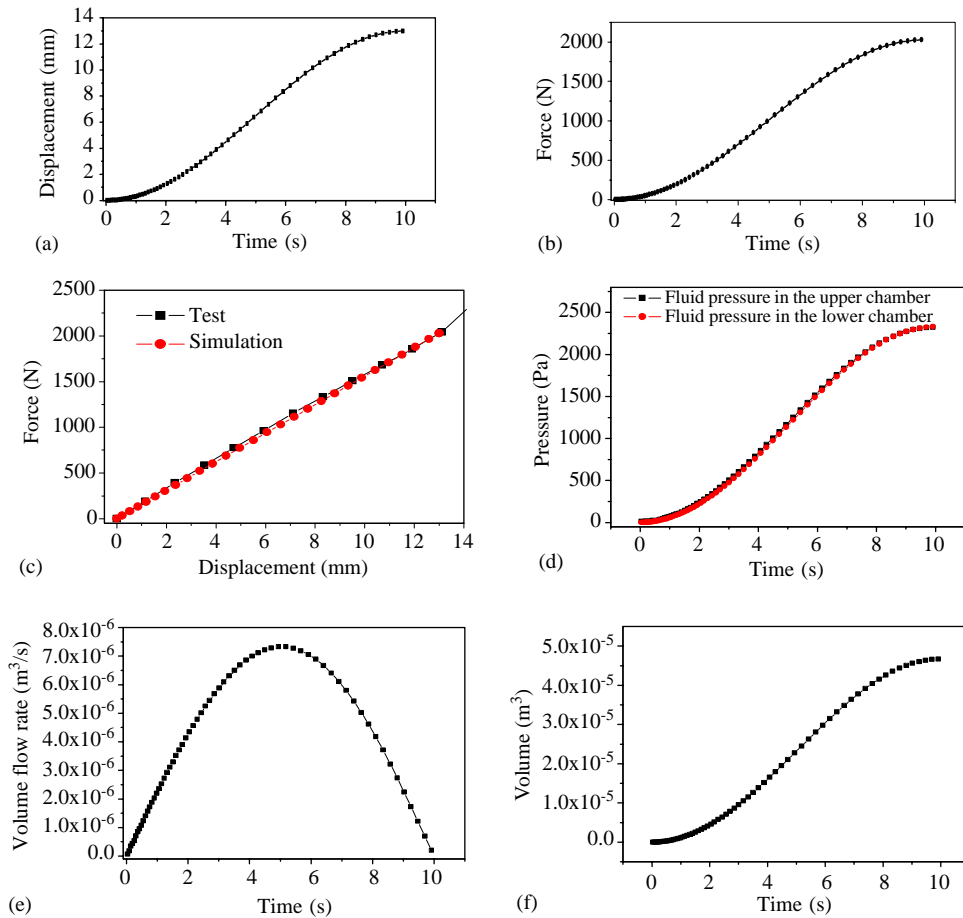 14
12
10
8
6
4
2
0
Displacement (mm)
0 2 4 6 8 10
Time (s)
(a)
2000
1500
1000
500
0
Force (N)
0 2 4 6 8 10
Time (s)
(b)
2500
2000
1500
1000
500
0
Force (N)
Test
Simulation
0 2 4 6 8 10 12 14
Displacement (mm)
(c)
Fluid pressure in the upper chamber
Fluid pressure in the lower chamber
2500
2000
1500
1000
500
0
Pressure (Pa)
0 2 4 6 8 10
Time (s)
(d)
8.0x10⁻⁶
7.0x10⁻⁶
6.0x10⁻⁶
5.0x10⁻⁶
4.0x10⁻⁶
3.0x10⁻⁶
2.0x10⁻⁶
1.0x10⁻⁶
0.0
Volume flow rate (m³/s)
0 2 4 6 8 10
Time (s)
(e)
5.0x10⁻⁵
4.0x10⁻⁵
3.0x10⁻⁵
2.0x10⁻⁵
1.0x10⁻⁵
0.0
Volume (m³)
0 2 4 6 8 10
Time (s)
(f)